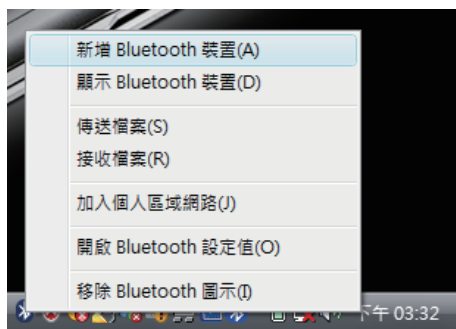 新增 Bluetooth 裝置(A)
顯示 Bluetooth 裝置(D)
傳送檔案(S)
接收檔案(R)
加入個人區域網路(J)
開啟 Bluetooth 設定值(O)
移除 Bluetooth 圖示(I)
下午 03:32